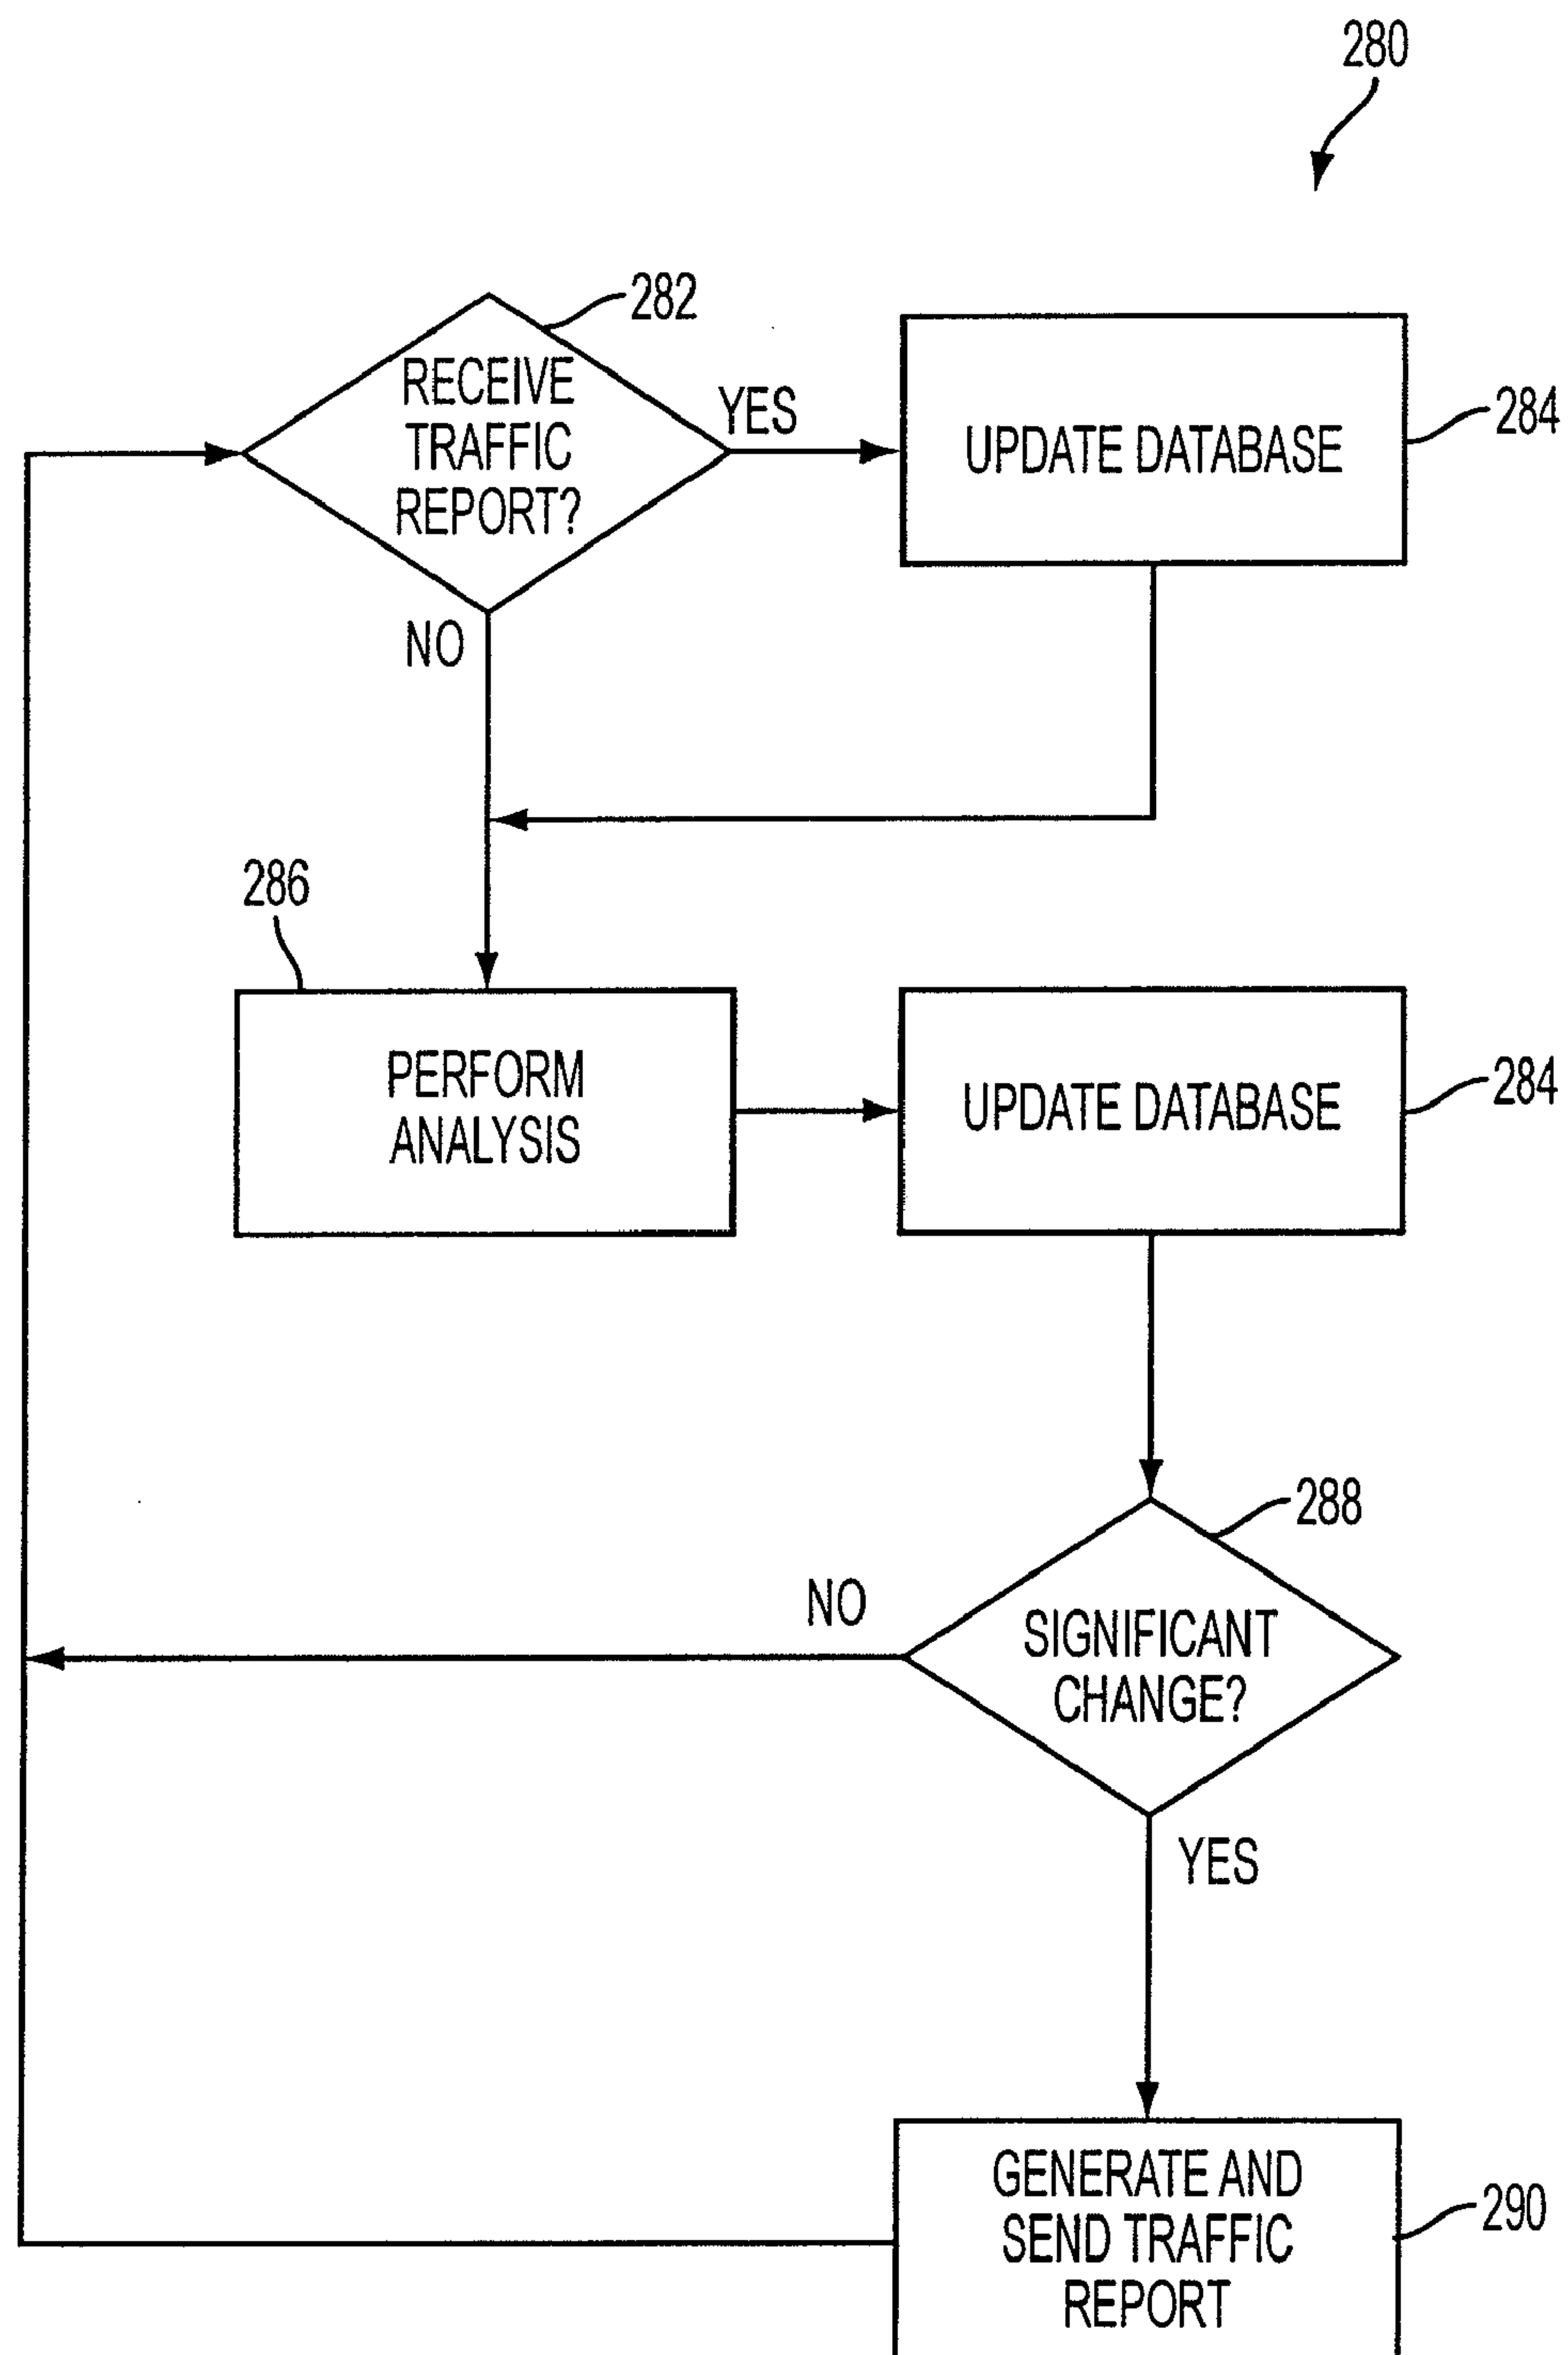 280
282
RECEIVE
TRAFFIC
REPORT?
YES
UPDATE DATABASE
284
NO
286
PERFORM
ANALYSIS
UPDATE DATABASE
284
288
NO
SIGNIFICANT
CHANGE?
YES
GENERATE AND
SEND TRAFFIC
REPORT
290